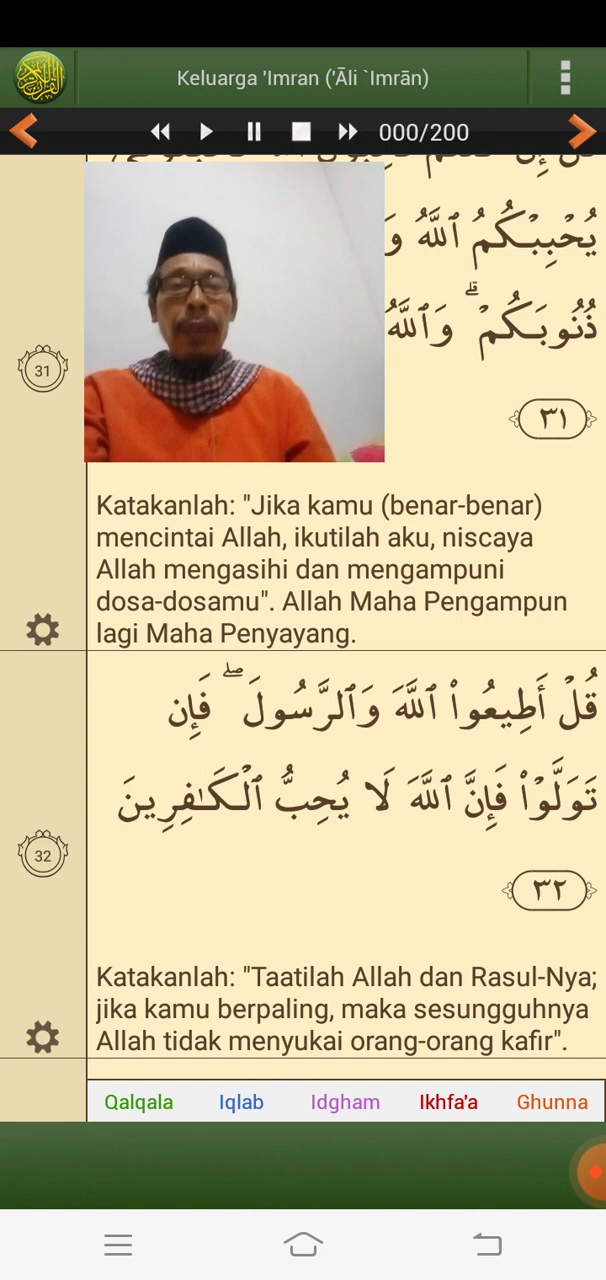 Keluarga 'Imran ('Āli `Imrān)
000/200
يُحْبِبْكُمُ ٱللَّهُ وَ
ذُنُوبَكُمْ ۗ وَٱللَّهُ
31
٣١
Katakanlah: "Jika kamu (benar-benar)
mencintai Allah, ikutilah aku, niscaya
Allah mengasihi dan mengampuni
dosa-dosamu". Allah Maha Pengampun
lagi Maha Penyayang.
قُلْ أَطِيعُوا۟ ٱللَّهَ وَٱلرَّسُولَ ۖ فَإِن
تَوَلَّوْا۟ فَإِنَّ ٱللَّهَ لَا يُحِبُّ ٱلْكَـٰفِرِينَ
32
٣٢
Katakanlah: "Taatilah Allah dan Rasul-Nya;
jika kamu berpaling, maka sesungguhnya
Allah tidak menyukai orang-orang kafir".
Qalqala Iqlab Idgham Ikhfa'a Ghunna